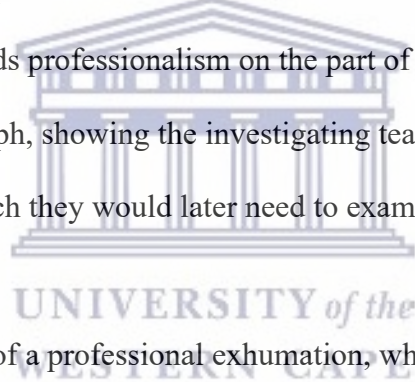 ds professionalism on the part of
ph, showing the investigating tea
ch they would later need to exam
UNIVERSITY of the
of a professional exhumation, wh
WESTERN CAPE